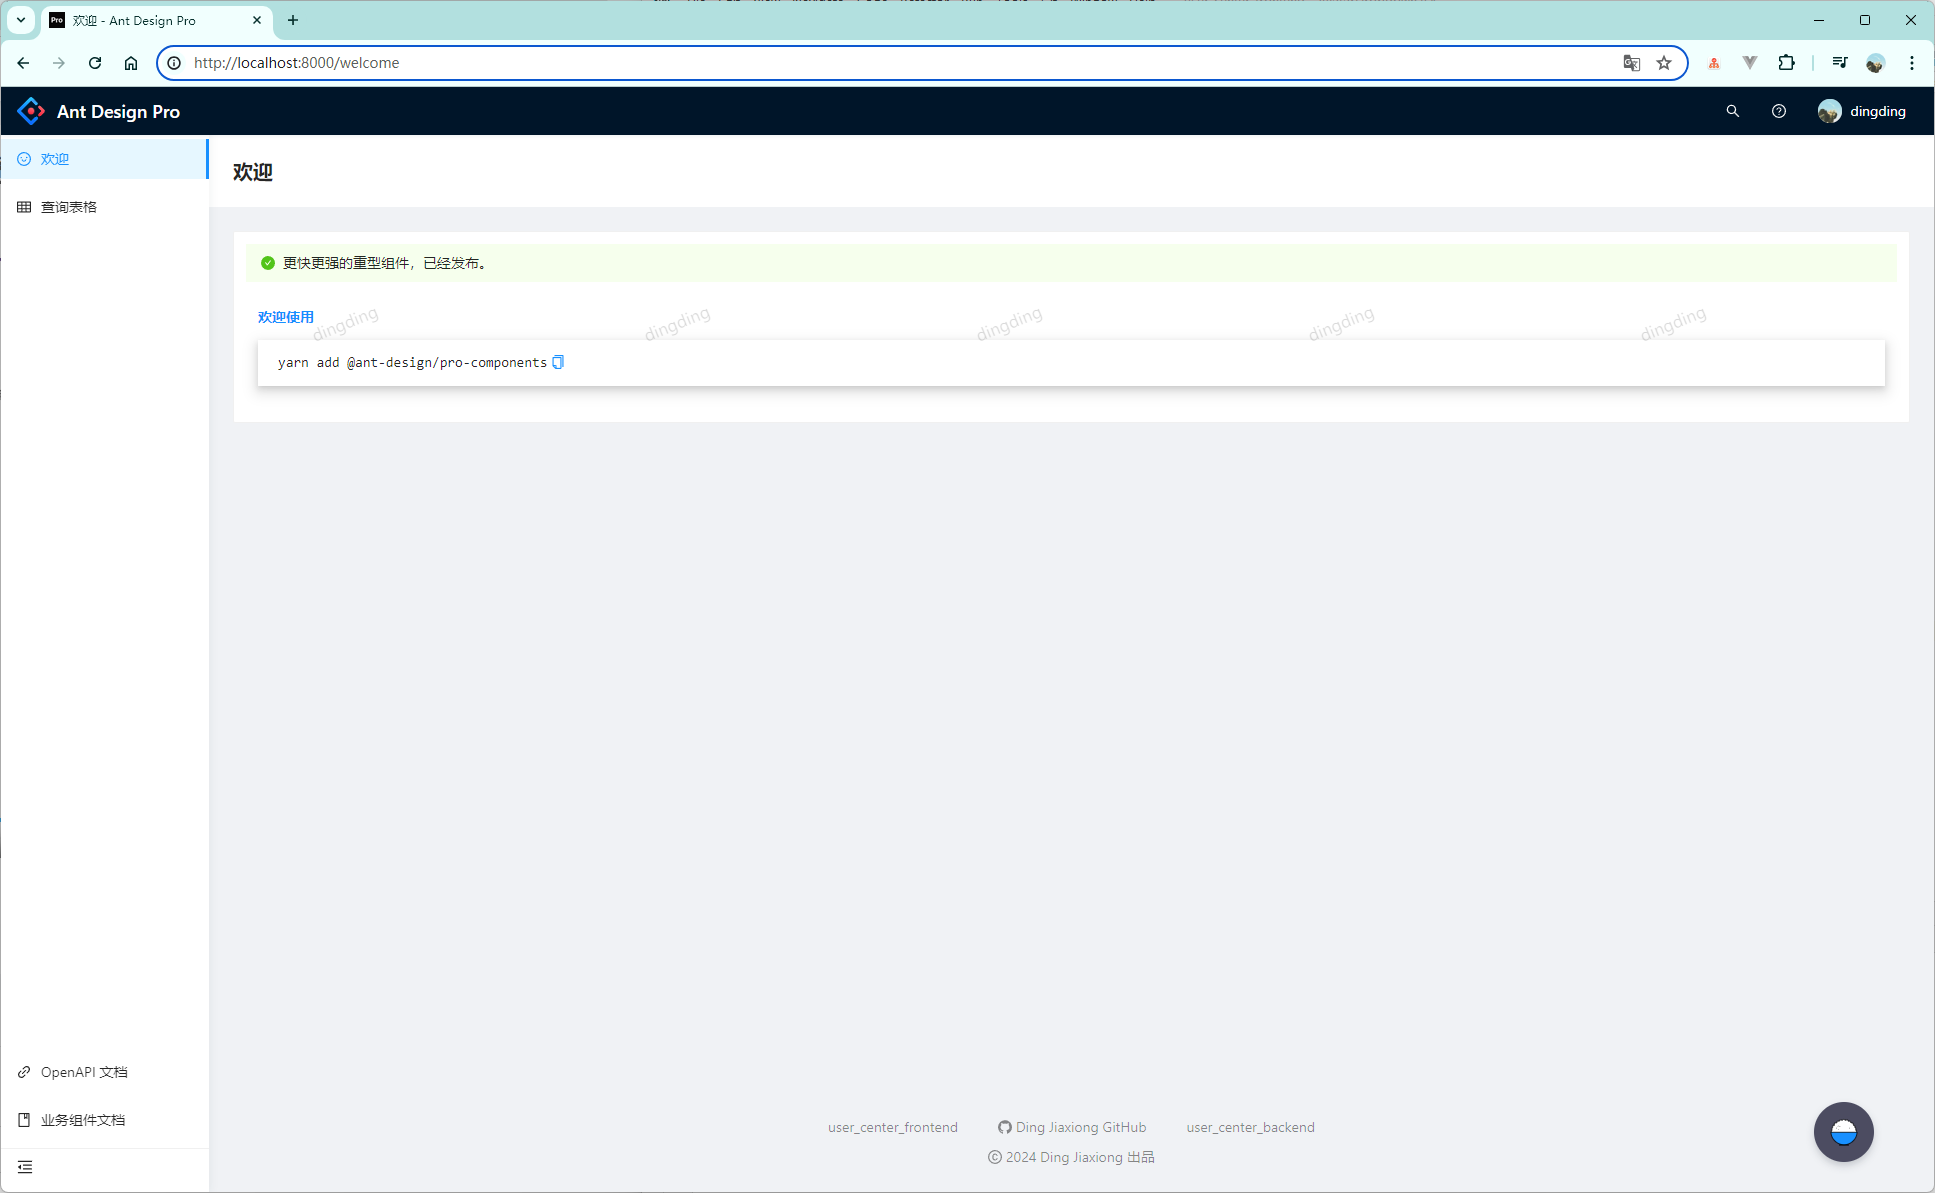 Pro 欢迎 - Ant Design Pro
http://localhost:8000/welcome
Ant Design Pro
dingding
欢迎
查询表格
欢迎
更快更强的重型组件，已经发布。
欢迎使用
dingding dingding dingding dingding dingding
yarn add @ant-design/pro-components
OpenAPI 文档
业务组件文档
user_center_frontend Ding Jiaxiong GitHub user_center_backend
© 2024 Ding Jiaxiong 出品